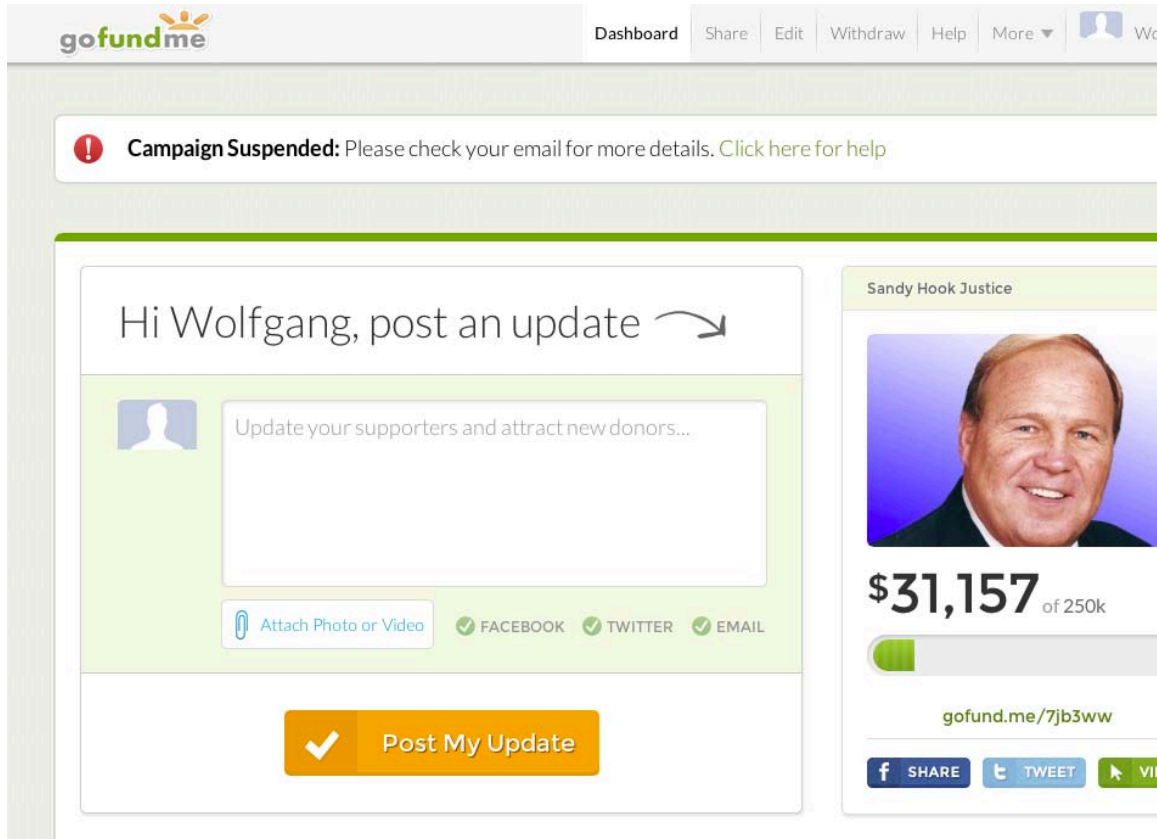 gofundme
Dashboard Share Edit Withdraw Help More
Campaign Suspended: Please check your email for more details. Click here for help
Hi Wolfgang, post an update
Update your supporters and attract new donors...
Attach Photo or Video
FACEBOOK TWITTER EMAIL
Post My Update
Sandy Hook Justice
$31,157 of 250k
gofund.me/7jb3ww
SHARE TWEET